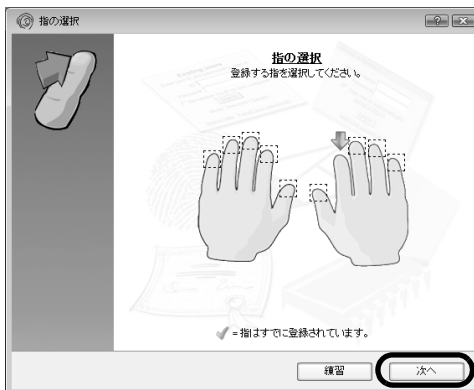 指の選択
指の選択
登録する指を選択してください。
=指はすでに登録されています。
練習
次へ